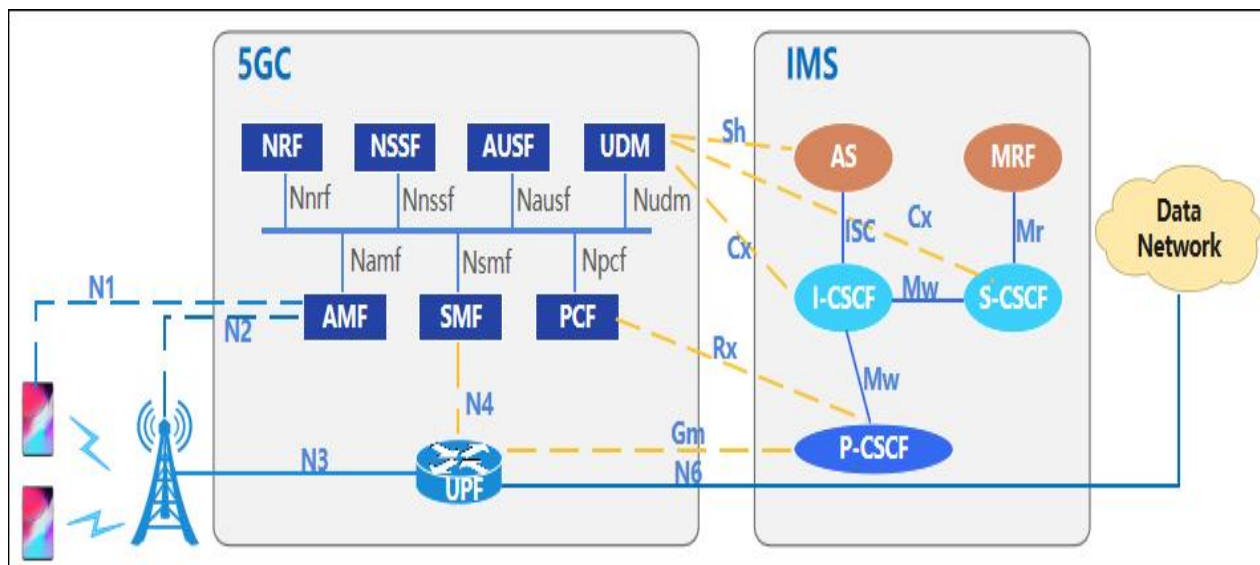 5GC
IMS
NRF
NSSF
AUSF
UDM
Sh
AS
MRF
Nnrf
Nnssf
Nausf
Nudm
Cx
ISC
Cx
Mr
Data
Network
Namf
Nsmf
Npcf
N1
I-CSCF
Mw
S-CSCF
N2
AMF
SMF
PCF
Rx
Mw
N4
Gm
P-CSCF
N3
UPF
N6